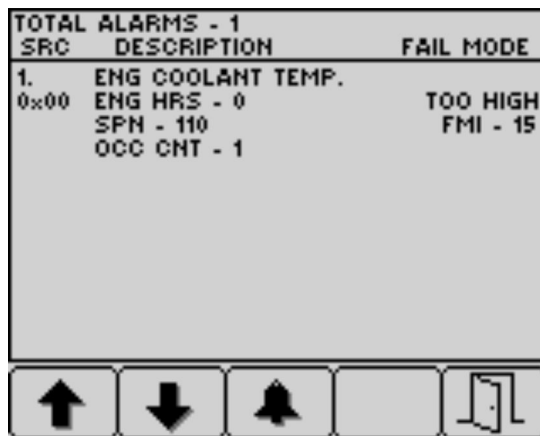 TOTAL ALARMS - 1
SRC DESCRIPTION FAIL MODE
1. ENG COOLANT TEMP.
0x00 ENG HRS - 0 TOO HIGH
SPN - 110 FMI - 15
OCC CNT - 1